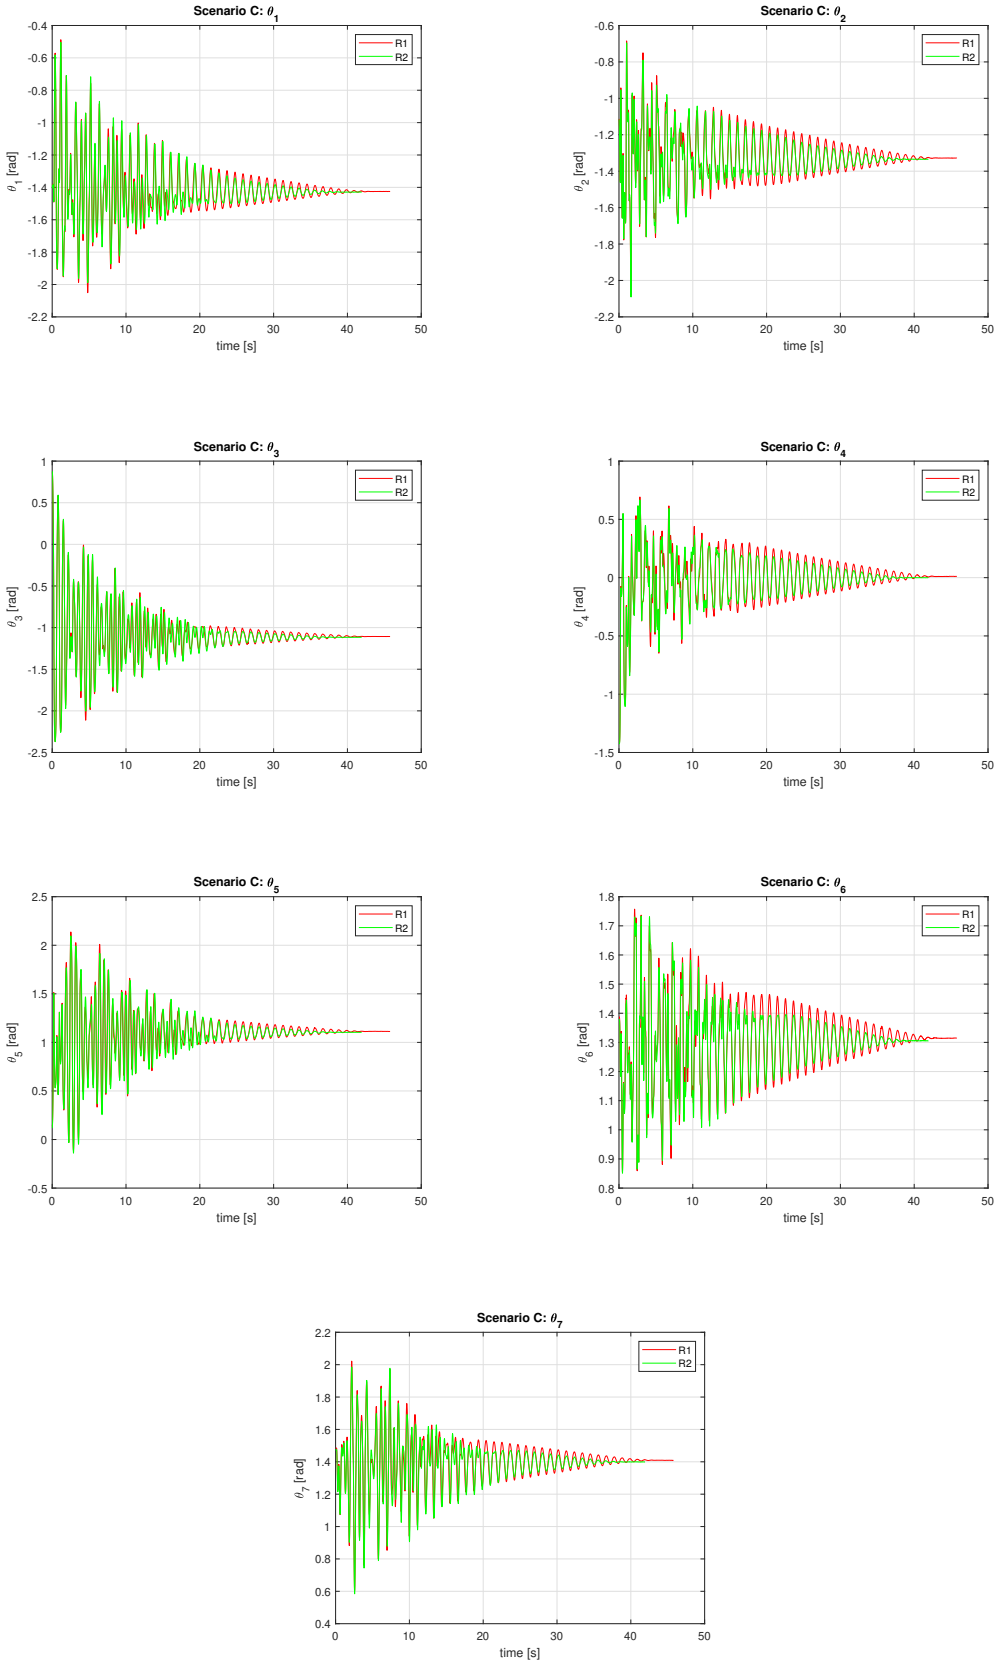 Scenario C: θ1
-0.4
-0.6
-0.8
-1
-1.2
-1.4
-1.6
-1.8
-2
-2.2
θ1 [rad]
0 10 20 30 40 50
time [s]
R1
R2
Scenario C: θ2
-0.6
-0.8
-1
-1.2
-1.4
-1.6
-1.8
-2
-2.2
θ2 [rad]
0 10 20 30 40 50
time [s]
R1
R2
Scenario C: θ3
1
0.5
0
-0.5
-1
-1.5
-2
-2.5
θ3 [rad]
0 10 20 30 40 50
time [s]
R1
R2
Scenario C: θ4
1
0.5
0
-0.5
-1
-1.5
θ4 [rad]
0 10 20 30 40 50
time [s]
R1
R2
Scenario C: θ5
2.5
2
1.5
1
0.5
0
-0.5
θ5 [rad]
0 10 20 30 40 50
time [s]
R1
R2
Scenario C: θ6
1.8
1.7
1.6
1.5
1.4
1.3
1.2
1.1
1
0.9
0.8
θ6 [rad]
0 10 20 30 40 50
time [s]
R1
R2
Scenario C: θ7
2.2
2
1.8
1.6
1.4
1.2
1
0.8
0.6
0.4
θ7 [rad]
0 10 20 30 40 50
time [s]
R1
R2